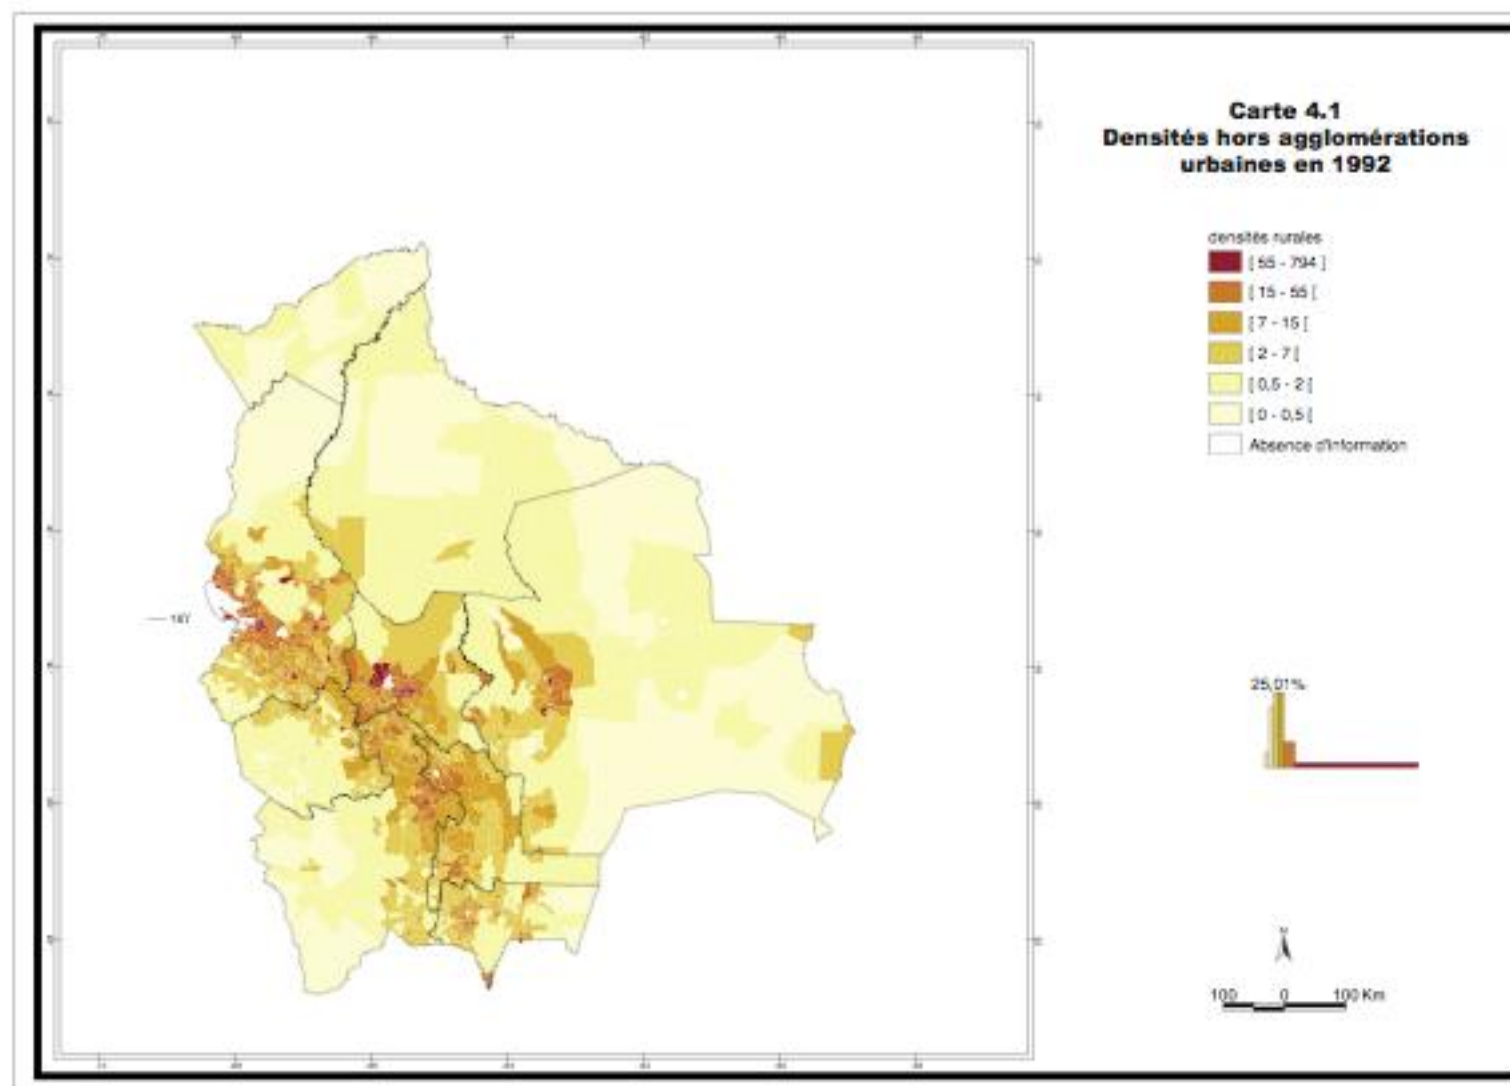 Carte 4.1
Densités hors agglomérations
urbaines en 1992
densités rurales
[ 55 - 794 ]
[ 15 - 55 [
[ 7 - 15 [
[ 2 - 7 [
[ 0,5 - 2 [
[ 0 - 0,5 [
Absence d'information
25,01%
N
100 0 100 Km